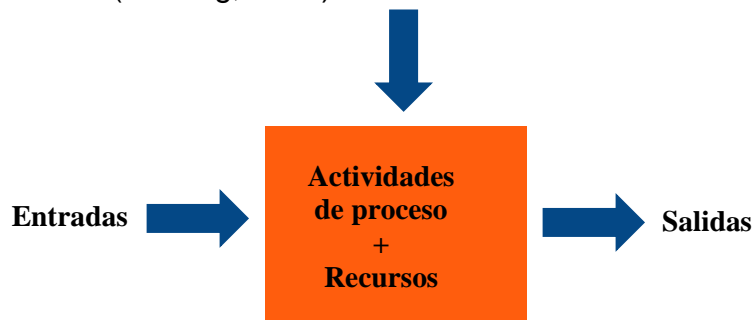 Actividades
de proceso
+
Recursos
Entradas
Salidas